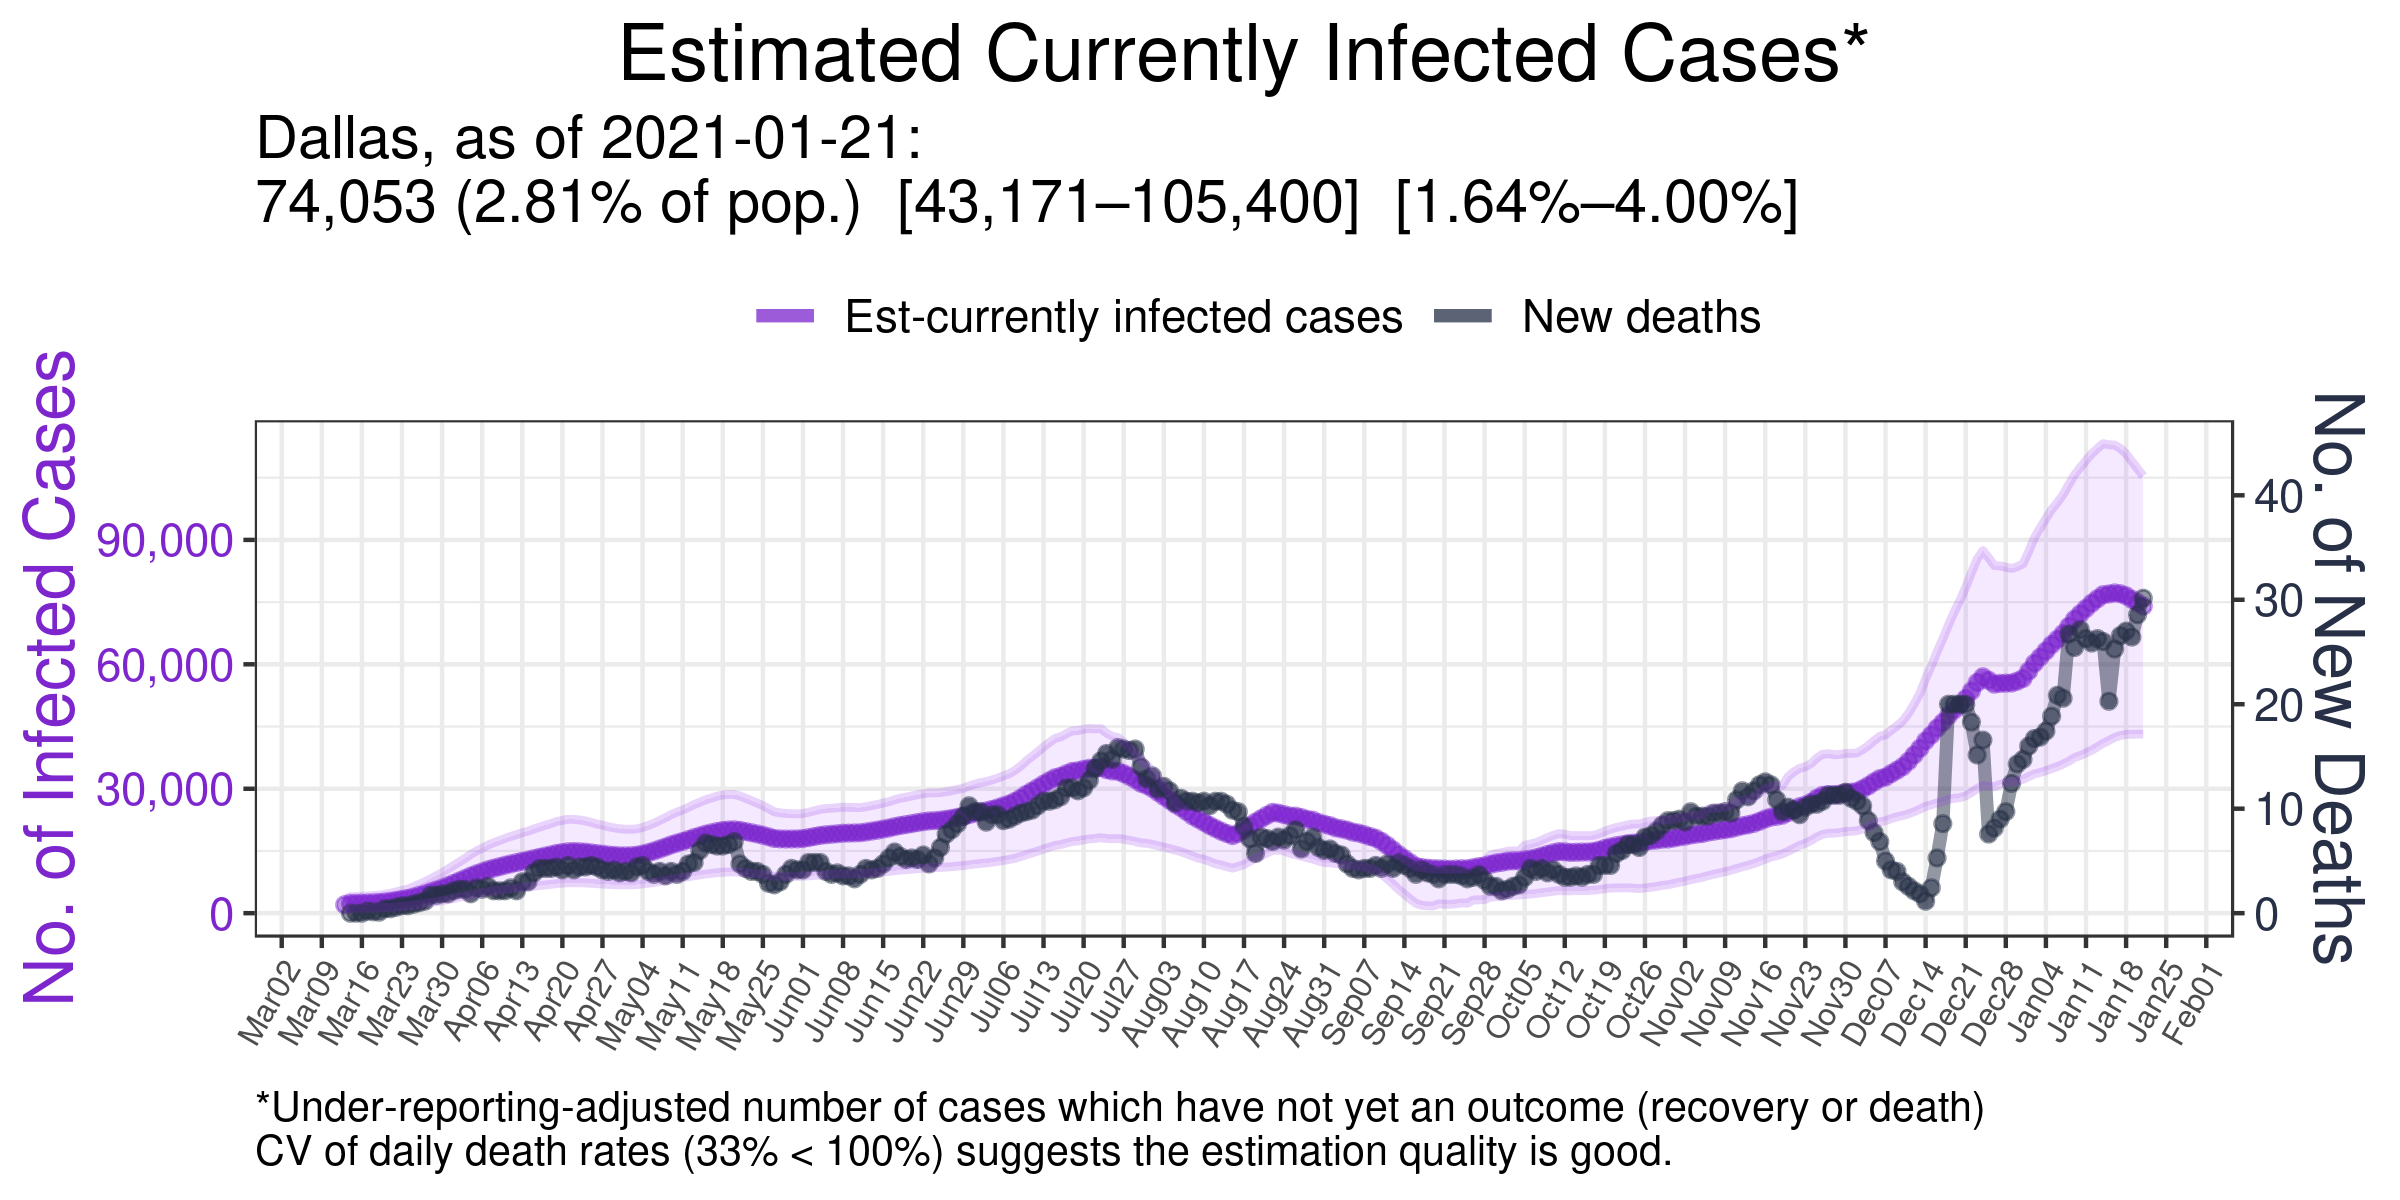 Estimated Currently Infected Cases*
Dallas, as of 2021-01-21:
74,053 (2.81% of pop.) [43,171–105,400] [1.64%–4.00%]
Est-currently infected cases
New deaths
No. of Infected Cases
90,000
60,000
30,000
0
No. of New Deaths
40
30
20
10
0
Mar02
Mar09
Mar16
Mar23
Mar30
Apr06
Apr13
Apr20
Apr27
May04
May11
May18
May25
Jun01
Jun08
Jun15
Jun22
Jun29
Jul06
Jul13
Jul20
Jul27
Aug03
Aug10
Aug17
Aug24
Aug31
Sep07
Sep14
Sep21
Sep28
Oct05
Oct12
Oct19
Oct26
Nov02
Nov09
Nov16
Nov23
Nov30
Dec07
Dec14
Dec21
Dec28
Jan04
Jan11
Jan18
Jan25
Feb01
*Under-reporting-adjusted number of cases which have not yet an outcome (recovery or death)
CV of daily death rates (33% < 100%) suggests the estimation quality is good.